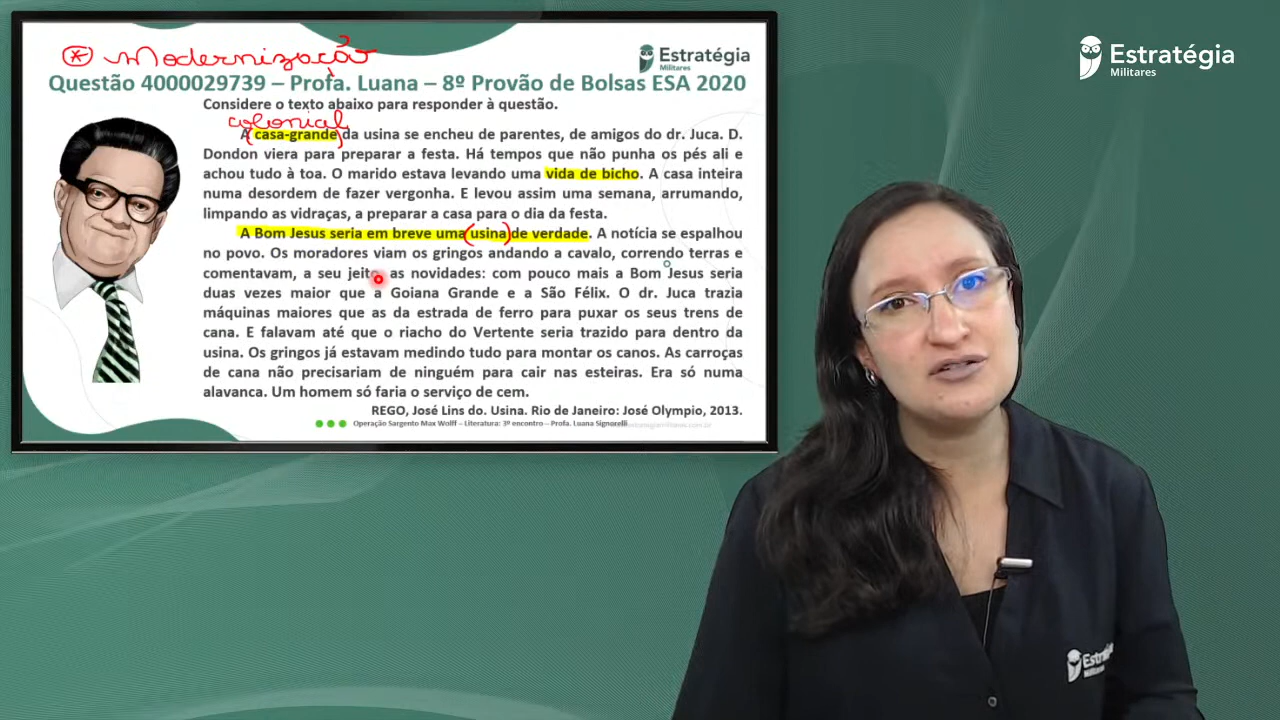 * Modernização
Estratégia
Militares
Questão 4000029739 – Profa. Luana – 8º Provão de Bolsas ESA 2020
Considere o texto abaixo para responder à questão.
colonial
A casa-grande da usina se encheu de parentes, de amigos do dr. Juca. D.
Dondon viera para preparar a festa. Há tempos que não punha os pés ali e
achou tudo à toa. O marido estava levando uma vida de bicho. A casa inteira
numa desordem de fazer vergonha. E levou assim uma semana, arrumando,
limpando as vidraças, a preparar a casa para o dia da festa.
A Bom Jesus seria em breve uma (usina) de verdade. A notícia se espalhou
no povo. Os moradores viam os gringos andando a cavalo, correndo terras e
comentavam, a seu jeito as novidades: com pouco mais a Bom Jesus seria
duas vezes maior que a Goiana Grande e a São Félix. O dr. Juca trazia
máquinas maiores que as da estrada de ferro para puxar os seus trens de
cana. E falavam até que o riacho do Vertente seria trazido para dentro da
usina. Os gringos já estavam medindo tudo para montar os canos. As carroças
de cana não precisariam de ninguém para cair nas esteiras. Era só numa
alavanca. Um homem só faria o serviço de cem.
REGO, José Lins do. Usina. Rio de Janeiro: José Olympio, 2013.
Operação Sargento Max Wolff – Literatura: 3º encontro – Profa. Luana Signorelli
Estratégia
Militares
Estra
Militares